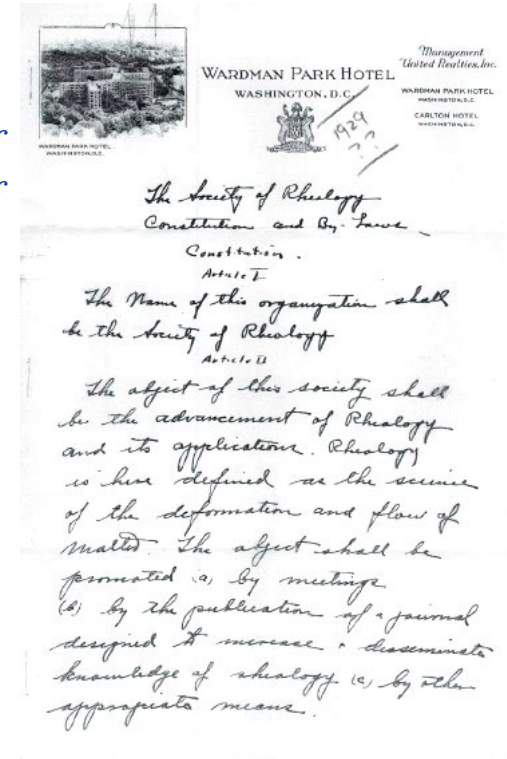 Management
United Realties, Inc.
WARDMAN PARK HOTEL
WASHINGTON, D.C.
WARDMAN PARK HOTEL
WASHINGTON, D.C.
CARLTON HOTEL
WASHINGTON, D.C.
WARDMAN PARK HOTEL
WASHINGTON, D.C.
1929
? ?
The Society of Rheology
Constitution and By-Laws
Constitution.
Article I
The Name of this organization shall
be the Society of Rheology
Article II
The object of this society shall
be the advancement of Rheology
and its applications. Rheology
is here defined as the science
of the deformation and flow of
matter. The object shall be
promoted (a) by meetings
(b) by the publication of a journal
designed to increase & disseminate
knowledge of rheology (c) by other
appropriate means.
r
r